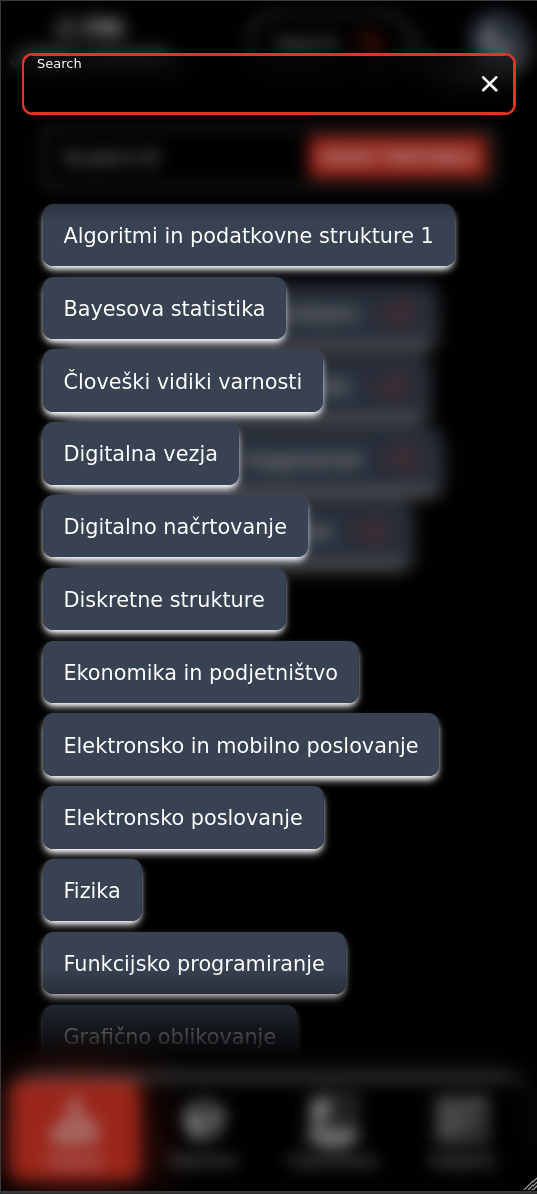 Search
Algoritmi in podatkovne strukture 1
Bayesova statistika
Človeški vidiki varnosti
Digitalna vezja
Digitalno načrtovanje
Diskretne strukture
Ekonomika in podjetništvo
Elektronsko in mobilno poslovanje
Elektronsko poslovanje
Fizika
Funkcijsko programiranje
Grafično oblikovanje